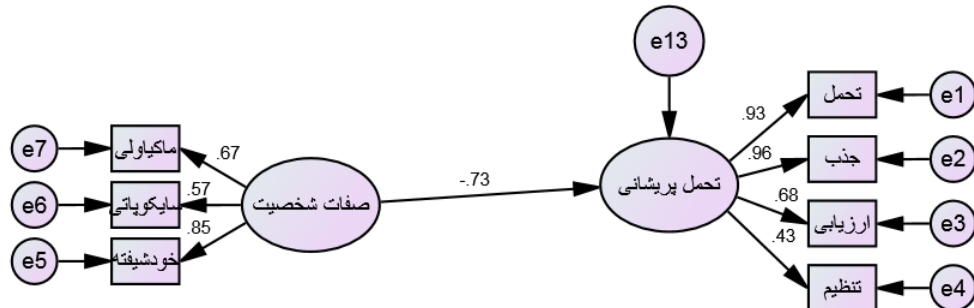 e13
e1
تحمل
.93
e7
ماکیاولی
.67
.96
جذب
e2
e6
سایکوپاتی
.57
صفات شخصیت
-.73
تحمل پریشانی
.68
ارزیابی
e3
e5
خودشیفته
.85
.43
تنظیم
e4